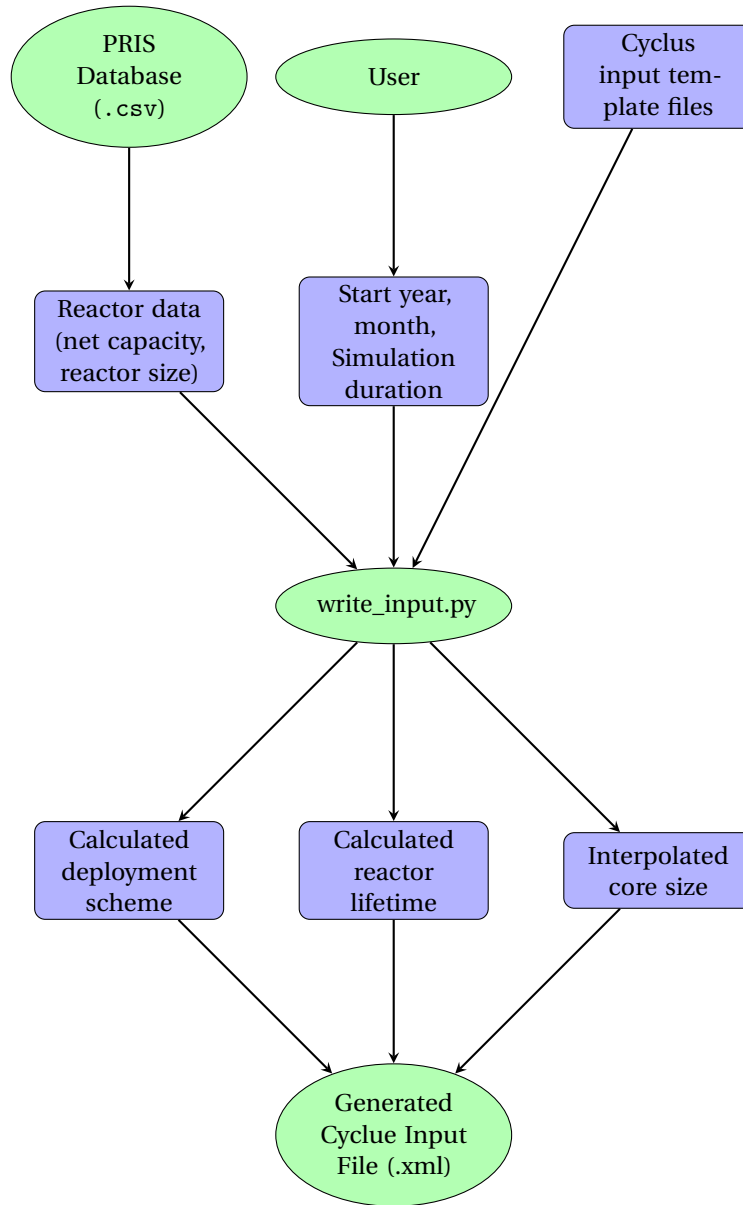 PRIS
Database
(.csv)
User
Cyclus
input tem-
plate files
Reactor data
(net capacity,
reactor size)
Start year,
month,
Simulation
duration
write_input.py
Calculated
deployment
scheme
Calculated
reactor
lifetime
Interpolated
core size
Generated
Cyclue Input
File (.xml)